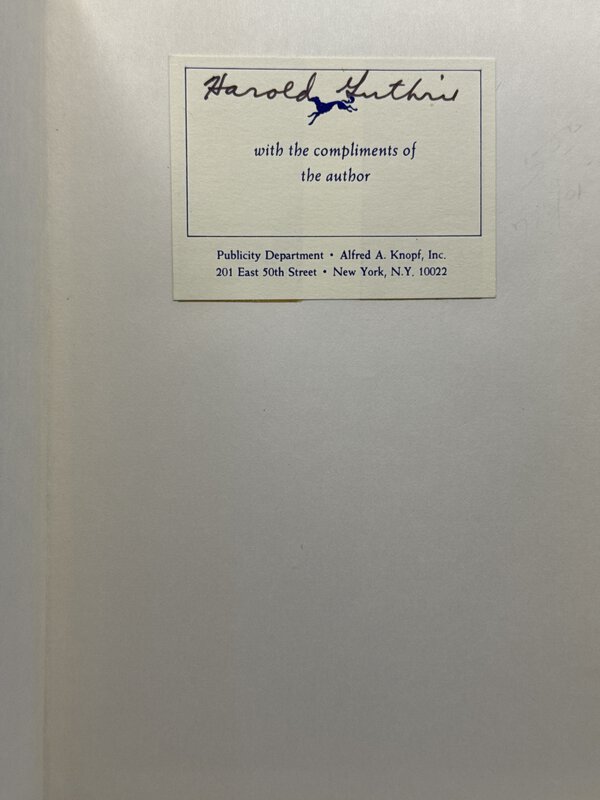 Harold Guthrie
with the compliments of
the author
Publicity Department • Alfred A. Knopf, Inc.
201 East 50th Street • New York, N.Y. 10022